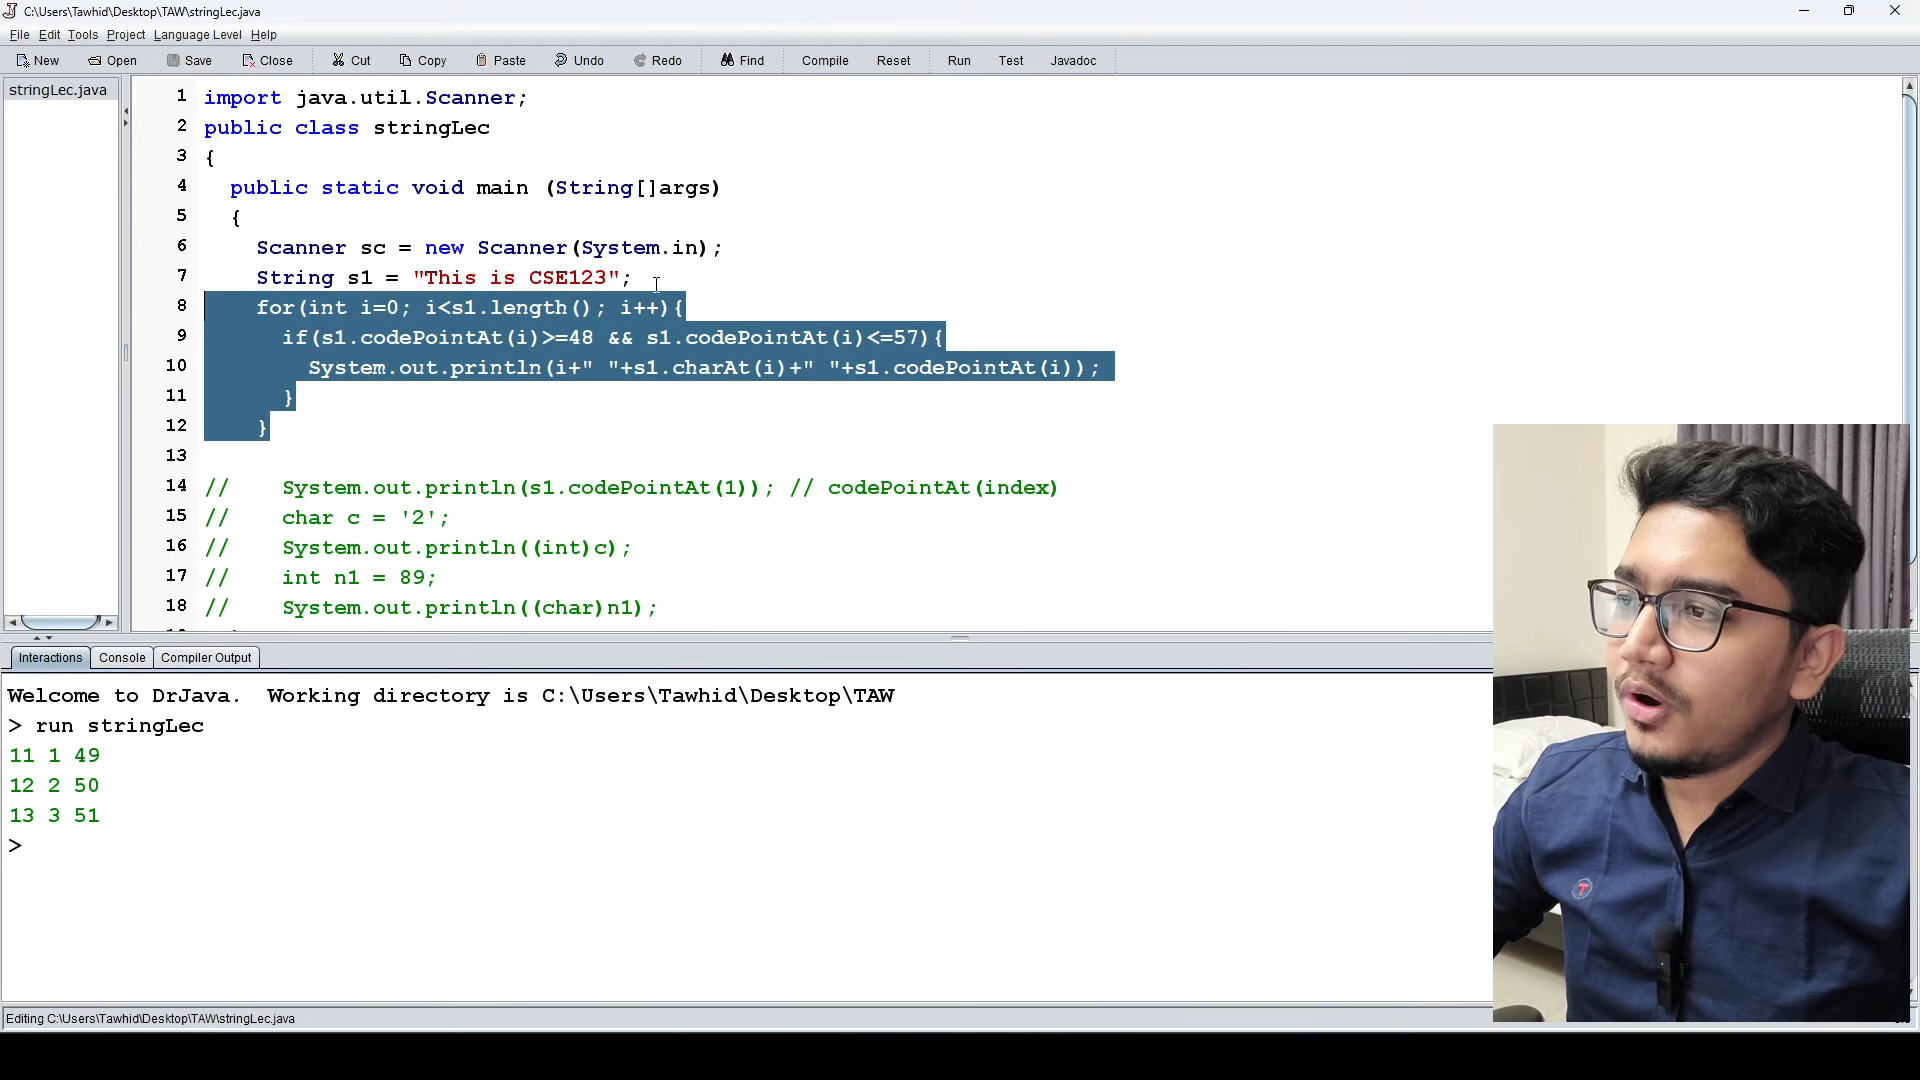 C:\Users\Tawhid\Desktop\TAW\stringLec.java
File Edit Tools Project Language Level Help
New Open Save Close Cut Copy Paste Undo Redo Find Compile Reset Run Test Javadoc
stringLec.java
1 import java.util.Scanner;
2 public class stringLec
3 {
4 public static void main (String[]args)
5 {
6 Scanner sc = new Scanner(System.in);
7 String s1 = "This is CSE123";
8 for(int i=0; i<s1.length(); i++){
9 if(s1.codePointAt(i)>=48 && s1.codePointAt(i)<=57){
10 System.out.println(i+" "+s1.charAt(i)+" "+s1.codePointAt(i));
11 }
12 }
13
14 // System.out.println(s1.codePointAt(1)); // codePointAt(index)
15 // char c = '2';
16 // System.out.println((int)c);
17 // int n1 = 89;
18 // System.out.println((char)n1);
Interactions Console Compiler Output
Welcome to DrJava. Working directory is C:\Users\Tawhid\Desktop\TAW
> run stringLec
11 1 49
12 2 50
13 3 51
>
Editing C:\Users\Tawhid\Desktop\TAW\stringLec.java
T